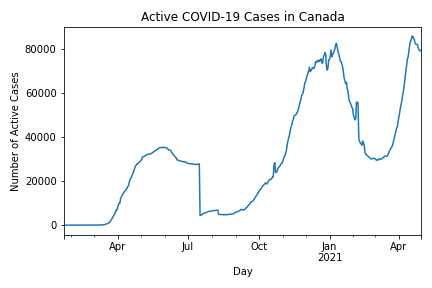 Active COVID-19 Cases in Canada
Number of Active Cases
80000
60000
40000
20000
0
Apr Jul Oct Jan Apr
2021
Day